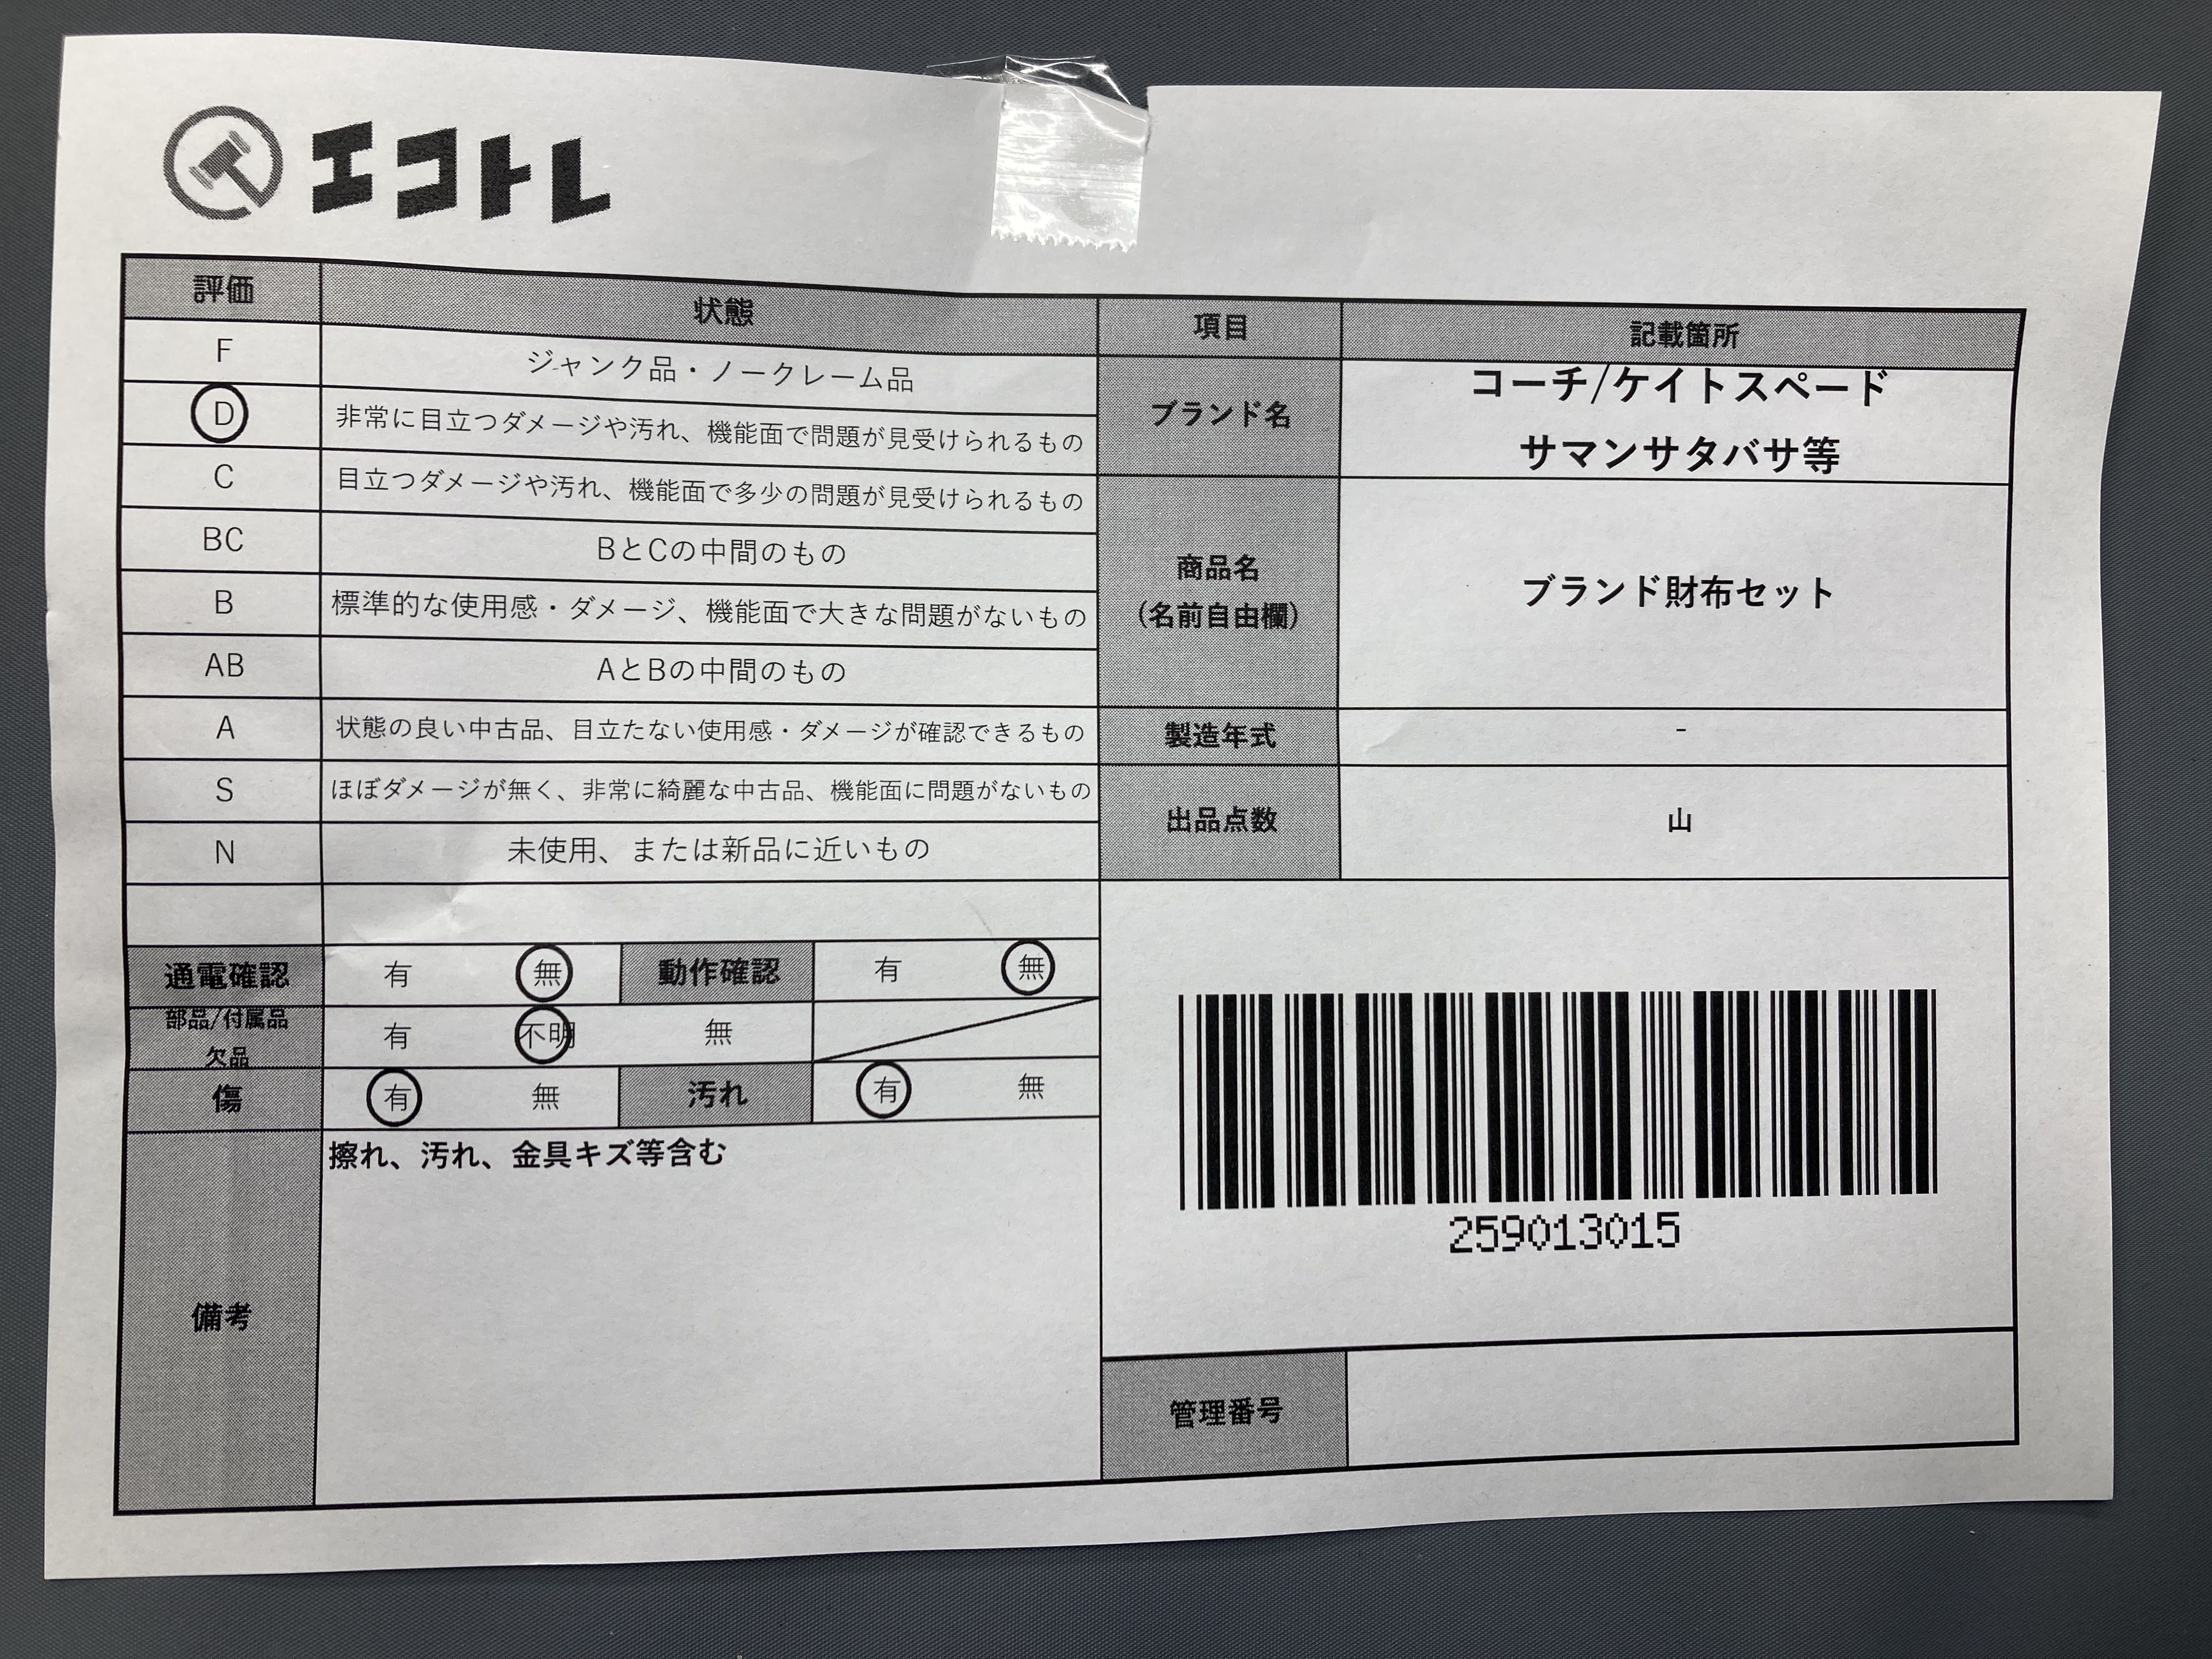 エコトレ
評価 状態 項目 記載箇所
F ジャンク品・ノークレーム品
D 非常に目立つダメージや汚れ、機能面で問題が見受けられるもの
C 目立つダメージや汚れ、機能面で多少の問題が見受けられるもの
BC BとCの中間のもの
B 標準的な使用感・ダメージ、機能面で大きな問題がないもの
AB AとBの中間のもの
A 状態の良い中古品、目立たない使用感・ダメージが確認できるもの
S ほぼダメージが無く、非常に綺麗な中古品、機能面に問題がないもの
N 未使用、または新品に近いもの
ブランド名
コーチ/ケイトスペード
サマンサタバサ等
商品名
(名前自由欄)
ブランド財布セット
製造年式 -
出品点数 山
通電確認 有 無 動作確認 有 無
部品/付属品
欠品
有 不明 無
傷 有 無 汚れ 有 無
備考
擦れ、汚れ、金具キズ等含む
259013015
管理番号